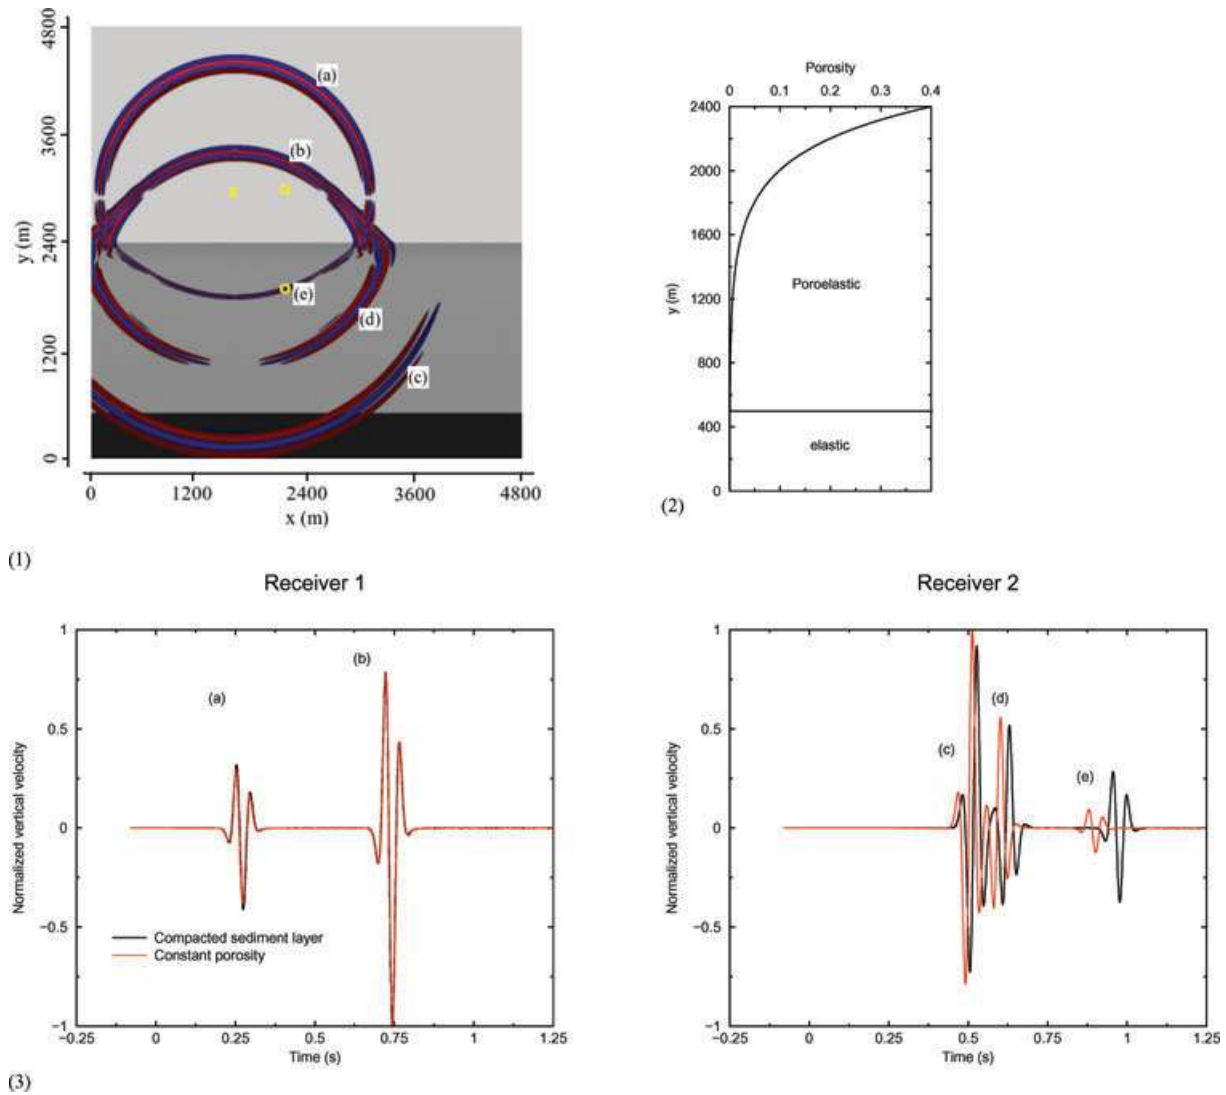 4800
3600
2400
1200
0
y (m)
(a)
(b)
(e)
(d)
(c)
0
1200
2400
3600
4800
x (m)
(1)
Porosity
0
0.1
0.2
0.3
0.4
2400
2000
1600
1200
800
400
0
y (m)
Poroelastic
elastic
(2)
Receiver 1
1
0.5
0
−0.5
−1
Normalized vertical velocity
(a)
(b)
Compacted sediment layer
Constant porosity
−0.25
0
0.25
0.5
0.75
1
1.25
Time (s)
Receiver 2
1
0.5
0
−0.5
−1
Normalized vertical velocity
(c)
(d)
(e)
−0.25
0
0.25
0.5
0.75
1
1.25
Time (s)
(3)